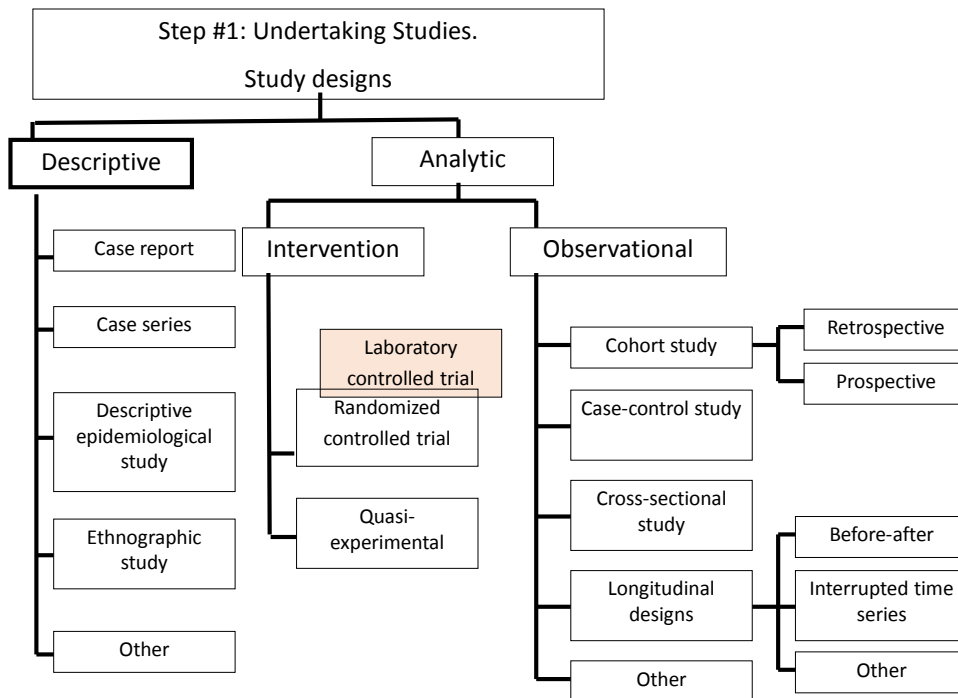 Step #1: Undertaking Studies.
Study designs
Descriptive
Analytic
Case report
Case series
Descriptive
epidemiological
study
Ethnographic
study
Other
Intervention
Laboratory
controlled trial
Randomized
controlled trial
Quasi-
experimental
Observational
Cohort study
Retrospective
Prospective
Case-control study
Cross-sectional
study
Longitudinal
designs
Before-after
Interrupted time
series
Other
Other